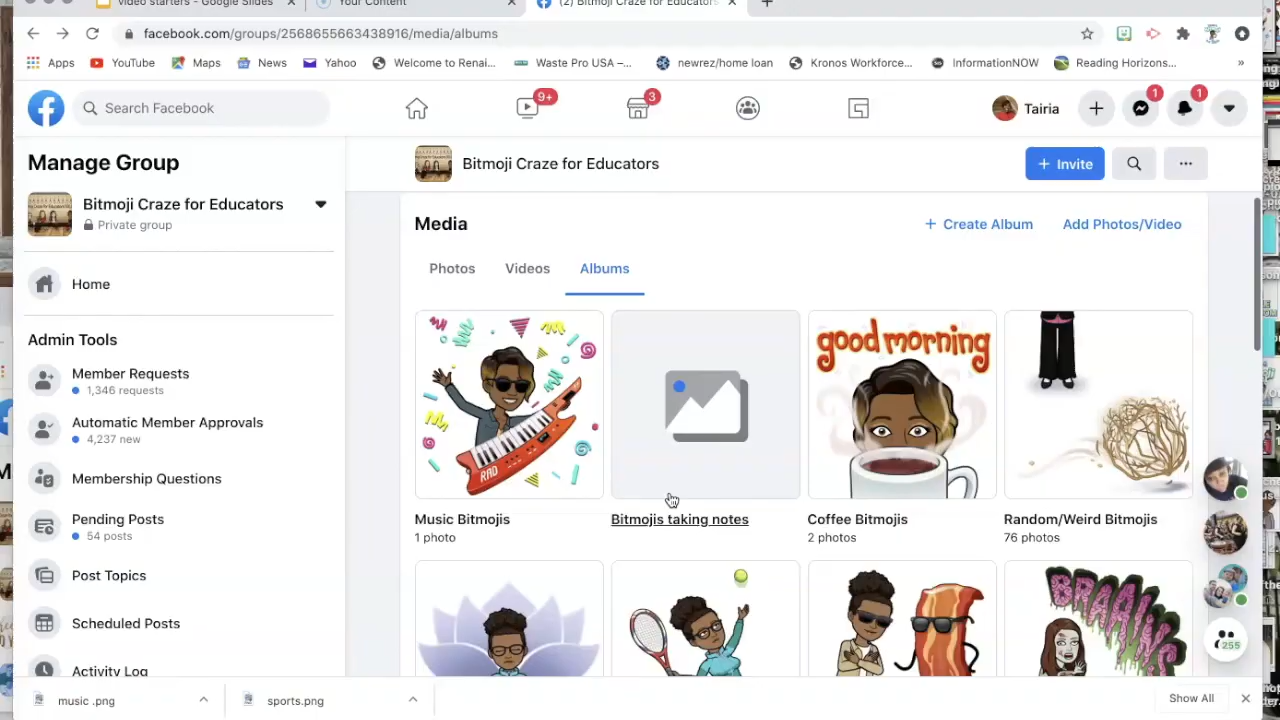 video starters - Google Slides
Your Content
(2) Bitmoji Craze for Educators
facebook.com/groups/2568655663438916/media/albums
Apps YouTube Maps News Yahoo Welcome to Renai... Waste Pro USA –... newrez/home loan Kronos Workforce... InformationNOW Reading Horizons... »
Search Facebook
9+
3
Tairia
1
1
Manage Group
Bitmoji Craze for Educators
Private group
Home
Admin Tools
Member Requests
1,346 requests
Automatic Member Approvals
4,237 new
Membership Questions
Pending Posts
54 posts
Post Topics
Scheduled Posts
Activity Log
Bitmoji Craze for Educators
+ Invite
Media
+ Create Album
Add Photos/Video
Photos
Videos
Albums
RAD
good morning
Music Bitmojis
1 photo
Bitmojis taking notes
Coffee Bitmojis
2 photos
Random/Weird Bitmojis
76 photos
BRAAINS
255
music .png
sports.png
Show All